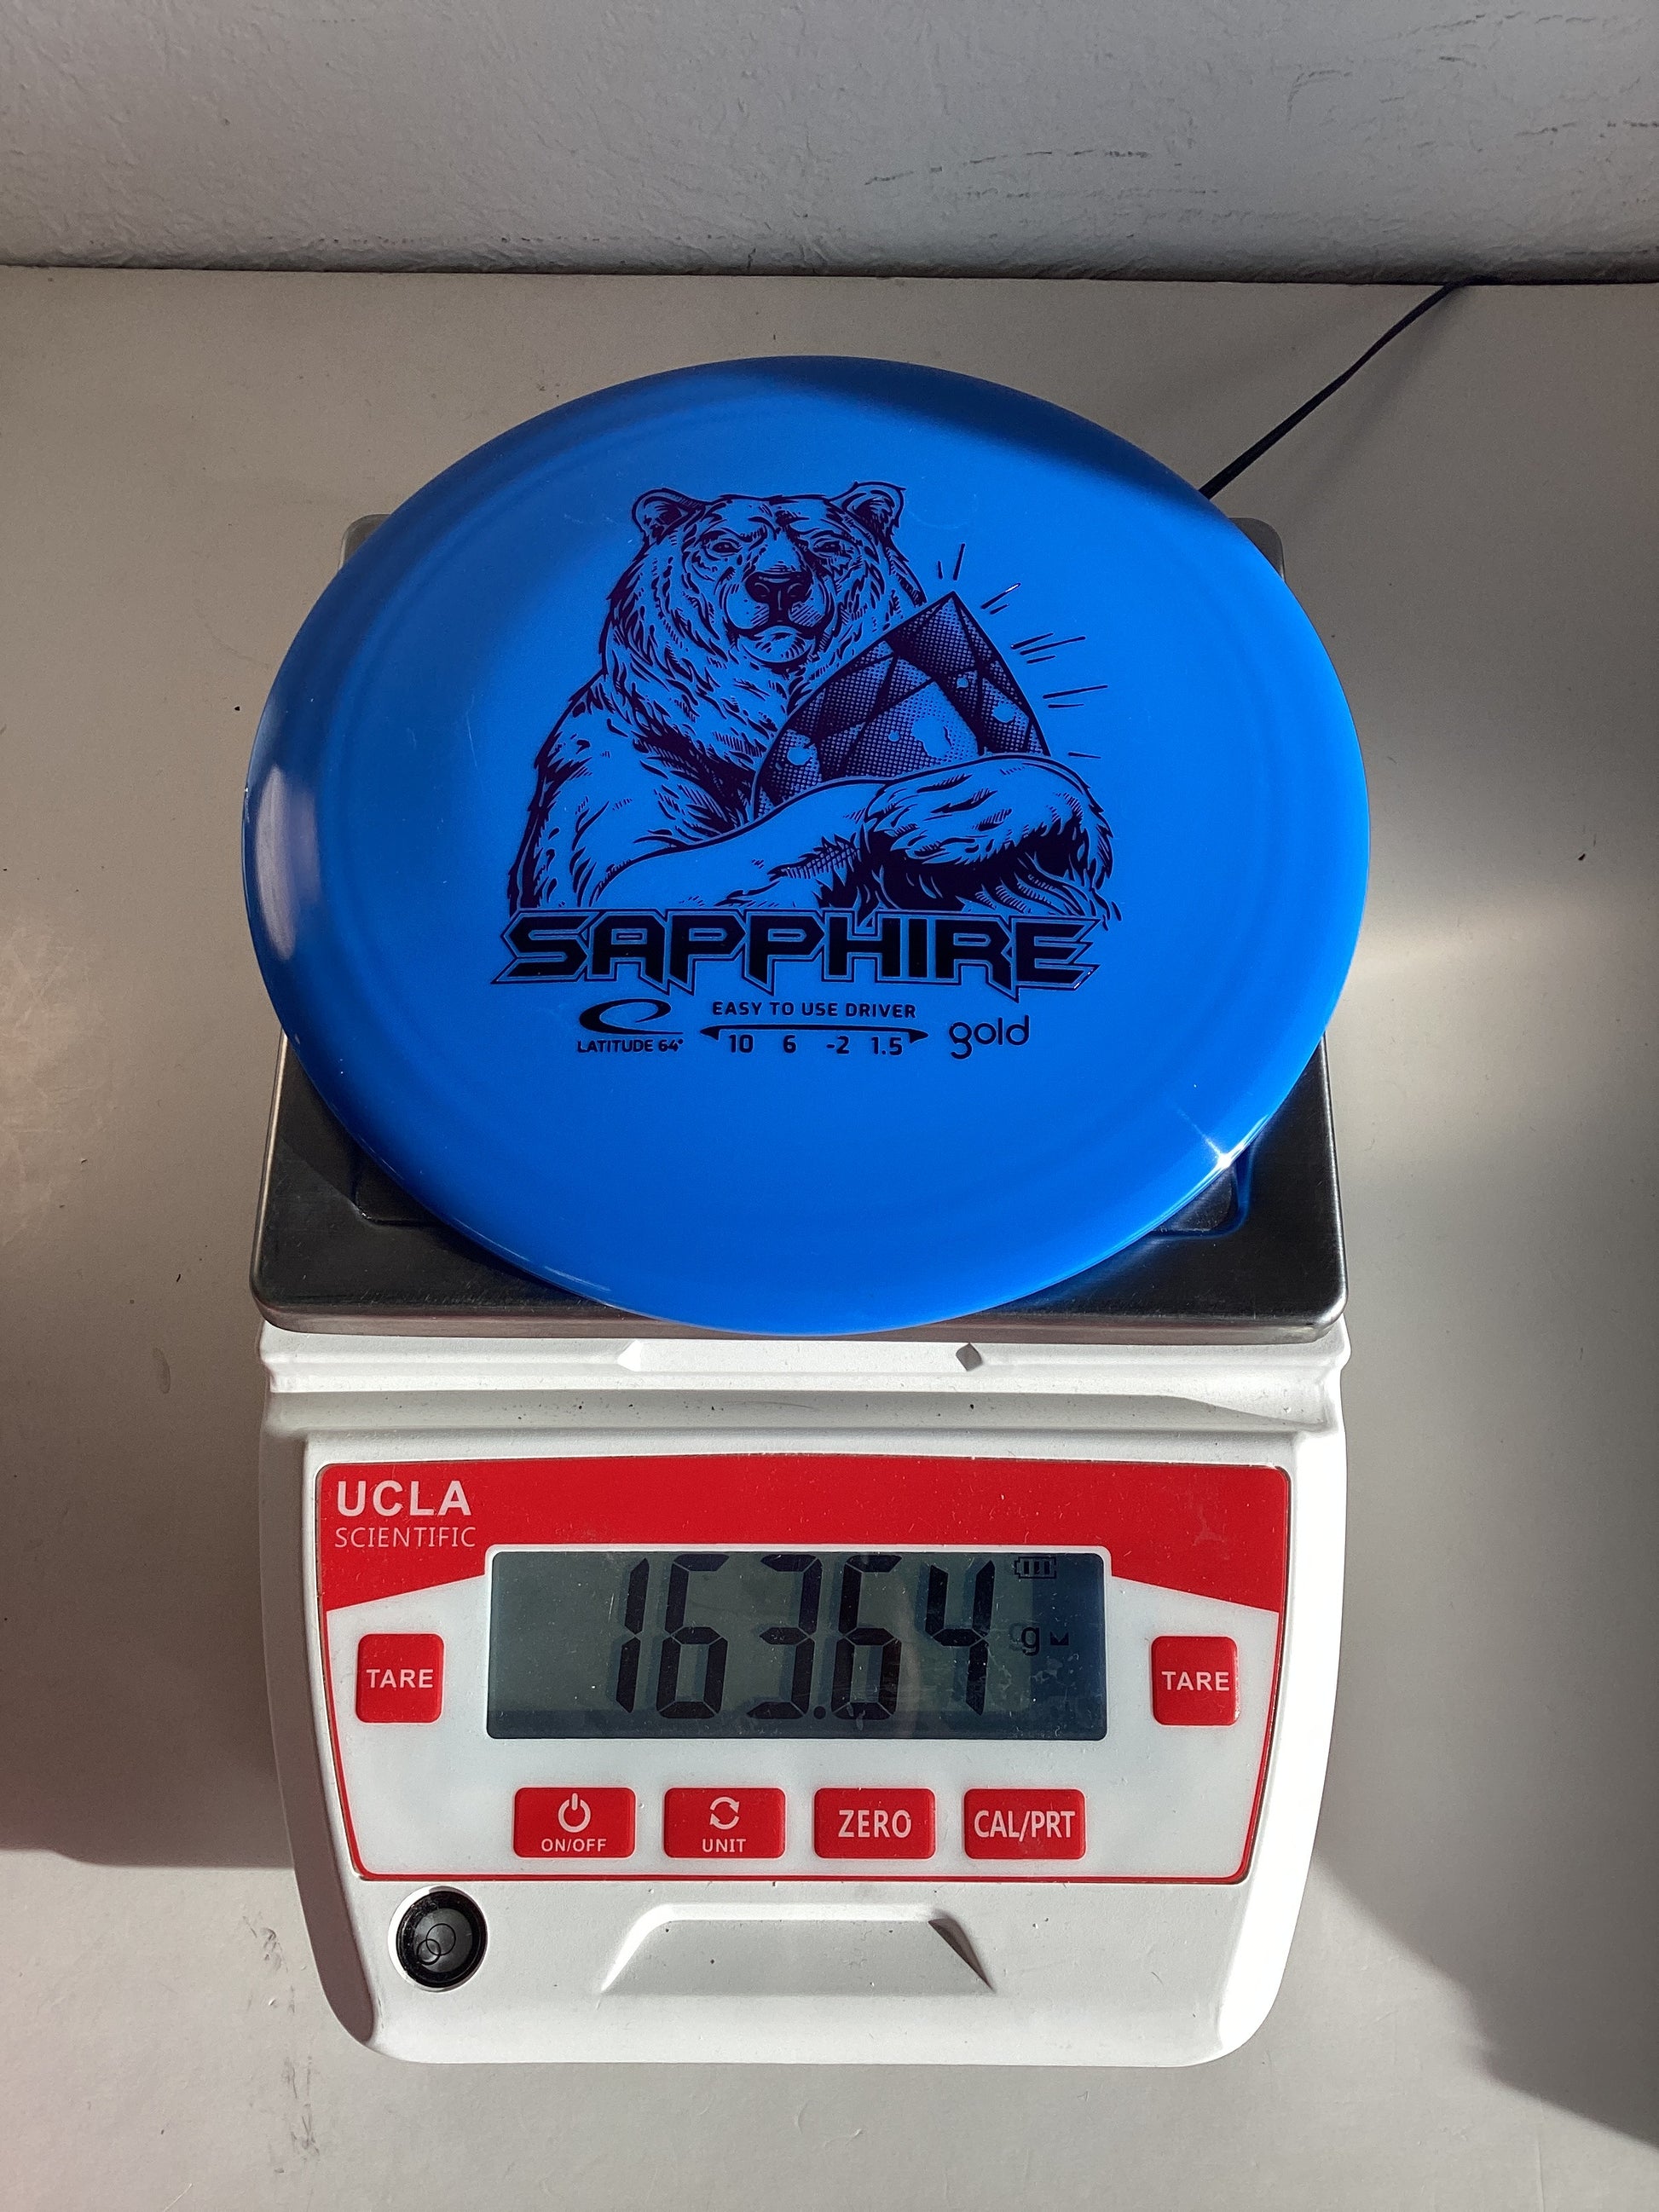 SAPPHIRE
EASY TO USE DRIVER
LATITUDE 64° 10 6 -2 1.5 gold
UCLA
SCIENTIFIC
163.64 g
TARE
TARE
ON/OFF
UNIT
ZERO
CAL/PRT